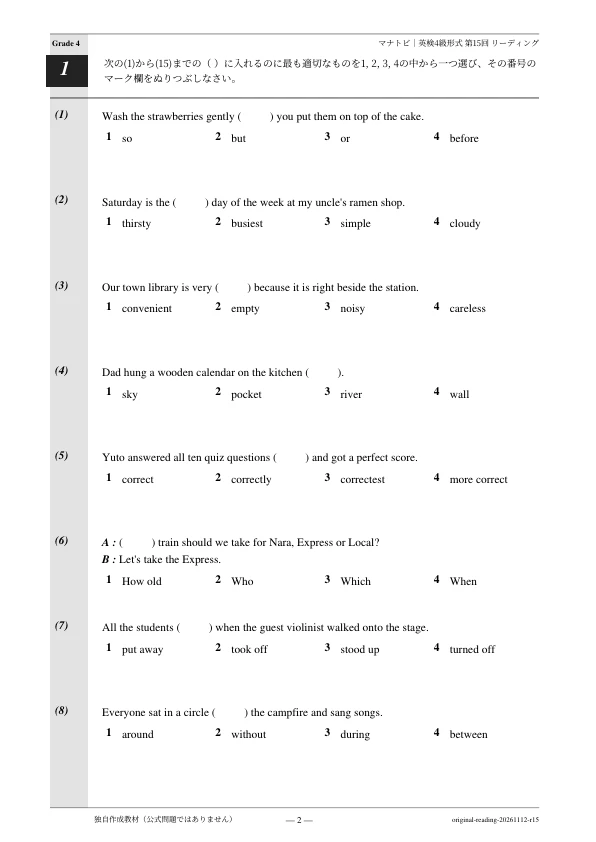 Grade 4
マナトビ｜英検4級形式 第15回 リーディング
1
次の(1)から(15)までの（ ）に入れるのに最も適切なものを1, 2, 3, 4の中から一つ選び、その番号の
マーク欄をぬりつぶしなさい。
(1) Wash the strawberries gently ( ) you put them on top of the cake.
1 so 2 but 3 or 4 before
(2) Saturday is the ( ) day of the week at my uncle's ramen shop.
1 thirsty 2 busiest 3 simple 4 cloudy
(3) Our town library is very ( ) because it is right beside the station.
1 convenient 2 empty 3 noisy 4 careless
(4) Dad hung a wooden calendar on the kitchen ( ).
1 sky 2 pocket 3 river 4 wall
(5) Yuto answered all ten quiz questions ( ) and got a perfect score.
1 correct 2 correctly 3 correctest 4 more correct
(6) A : ( ) train should we take for Nara, Express or Local?
B : Let's take the Express.
1 How old 2 Who 3 Which 4 When
(7) All the students ( ) when the guest violinist walked onto the stage.
1 put away 2 took off 3 stood up 4 turned off
(8) Everyone sat in a circle ( ) the campfire and sang songs.
1 around 2 without 3 during 4 between
独自作成教材（公式問題ではありません）
— 2 —
original-reading-20261112-r15